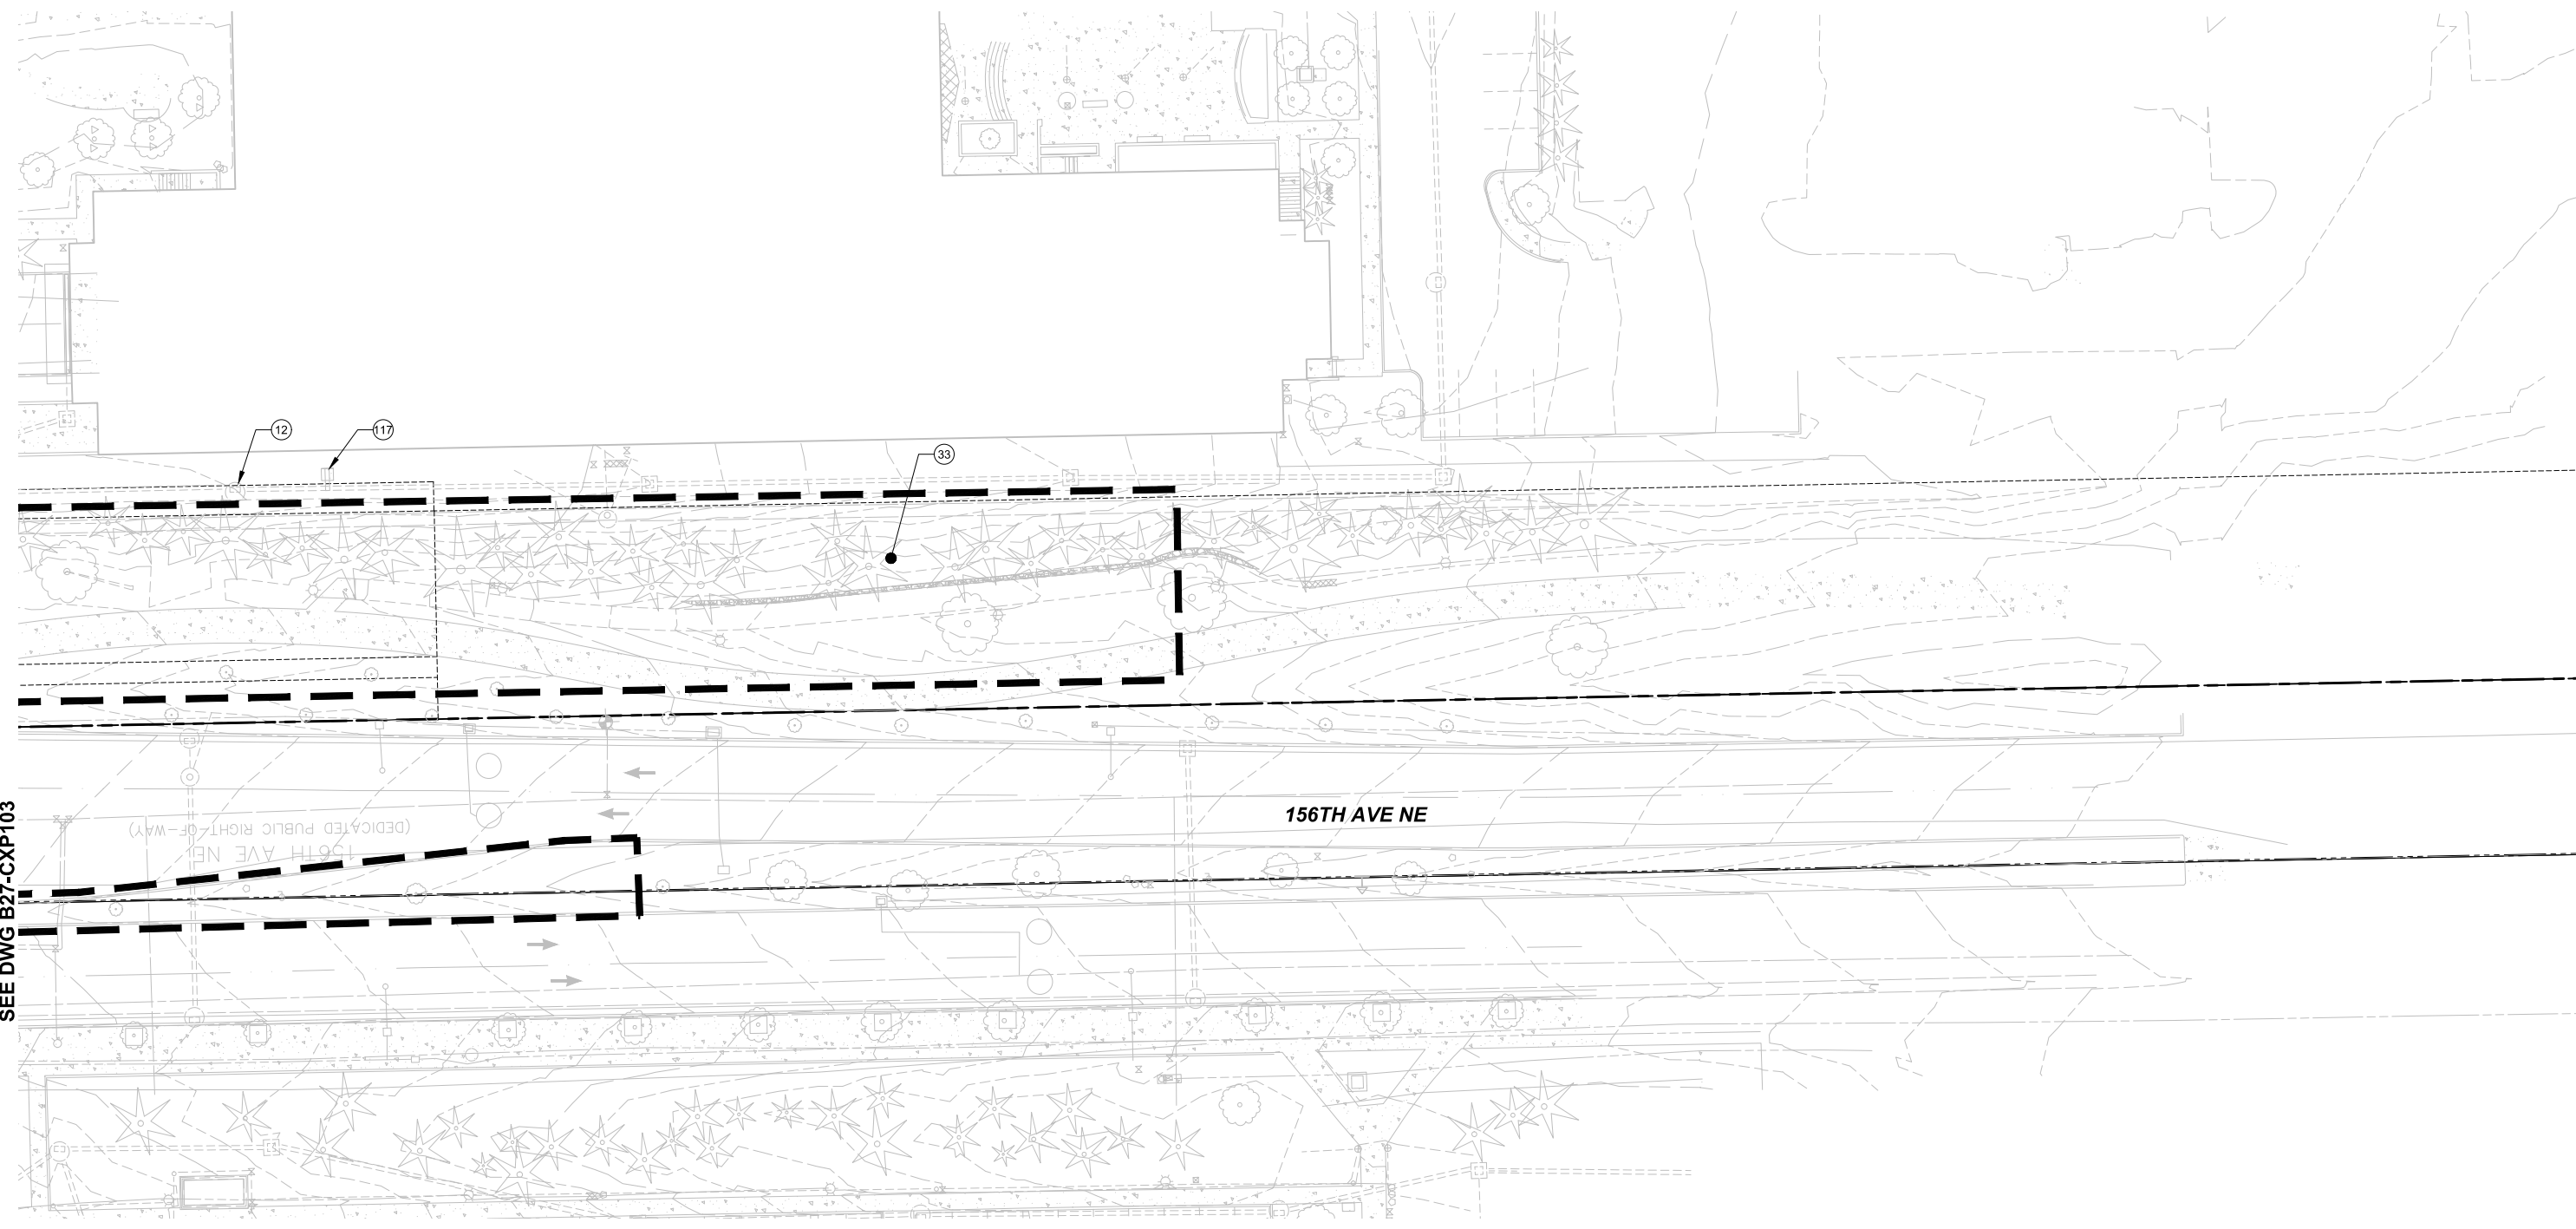 12
117
33
156TH AVE NE
(DEDICATED PUBLIC RIGHT-OF-WAY)
156TH AVE NE
SEE DWG B27-CXP103